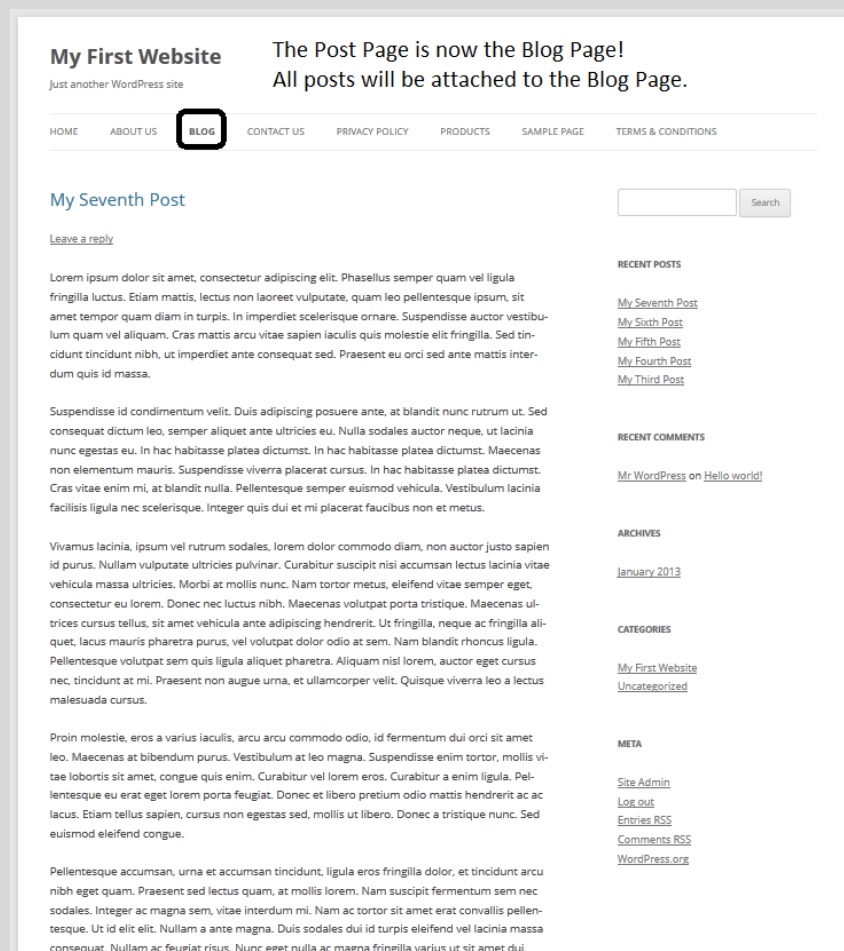 My First Website
Just another WordPress site
The Post Page is now the Blog Page!
All posts will be attached to the Blog Page.
HOME ABOUT US BLOG CONTACT US PRIVACY POLICY PRODUCTS SAMPLE PAGE TERMS & CONDITIONS
My Seventh Post
Leave a reply
Lorem ipsum dolor sit amet, consectetur adipiscing elit. Phasellus semper quam vel ligula
fringilla luctus. Etiam mattis, lectus non laoreet vulputate, quam leo pellentesque ipsum, sit
amet tempor quam diam in turpis. In imperdiet scelerisque ornare. Suspendisse auctor vestibu-
lum quam vel aliquam. Cras mattis arcu vitae sapien iaculis quis molestie elit fringilla. Sed tin-
cidunt tincidunt nibh, ut imperdiet ante consequat sed. Praesent eu orci sed ante mattis inter-
dum quis id massa.
Suspendisse id condimentum velit. Duis adipiscing posuere ante, at blandit nunc rutrum ut. Sed
consequat dictum leo, semper aliquet ante ultricies eu. Nulla sodales auctor neque, ut lacinia
nunc egestas eu. In hac habitasse platea dictumst. In hac habitasse platea dictumst. Maecenas
non elementum mauris. Suspendisse viverra placerat cursus. In hac habitasse platea dictumst.
Cras vitae enim mi, at blandit nulla. Pellentesque semper euismod vehicula. Vestibulum lacinia
facilisis ligula nec scelerisque. Integer quis dui et mi placerat faucibus non et metus.
Vivamus lacinia, ipsum vel rutrum sodales, lorem dolor commodo diam, non auctor justo sapien
id purus. Nullam vulputate ultricies pulvinar. Curabitur suscipit nisi accumsan lectus lacinia vitae
vehicula massa ultricies. Morbi at mollis nunc. Nam tortor metus, eleifend vitae semper eget,
consectetur eu lorem. Donec nec luctus nibh. Maecenas volutpat porta tristique. Maecenas ul-
trices cursus tellus, sit amet vehicula ante adipiscing hendrerit. Ut fringilla, neque ac fringilla ali-
quet, lacus mauris pharetra purus, vel volutpat dolor odio at sem. Nam blandit rhoncus ligula.
Pellentesque volutpat sem quis ligula aliquet pharetra. Aliquam nisl lorem, auctor eget cursus
nec, tincidunt at mi. Praesent non augue urna, et ullamcorper velit. Quisque viverra leo a lectus
malesuada cursus.
Proin molestie, eros a varius iaculis, arcu arcu commodo odio, id fermentum dui orci sit amet
leo. Maecenas at bibendum purus. Vestibulum at leo magna. Suspendisse enim tortor, mollis vi-
tae lobortis sit amet, congue quis enim. Curabitur vel lorem eros. Curabitur a enim ligula. Pel-
lentesque eu erat eget lorem porta feugiat. Donec et libero pretium odio mattis hendrerit ac ac
lacus. Etiam tellus sapien, cursus non egestas sed, mollis ut libero. Donec a tristique nunc. Sed
euismod eleifend congue.
Pellentesque accumsan, urna et accumsan tincidunt, ligula eros fringilla dolor, et tincidunt arcu
nibh eget quam. Praesent sed lectus quam, at mollis lorem. Nam suscipit fermentum sem nec
sodales. Integer ac magna sem, vitae interdum mi. Nam ac tortor sit amet erat convallis pellen-
tesque. Ut id elit elit. Nullam a ante magna. Duis sodales dui id turpis eleifend vel lacinia massa
consequat. Nullam ac feugiat risus. Nunc eget nulla ac magna fringilla varius ut sit amet dui.
Search
RECENT POSTS
My Seventh Post
My Sixth Post
My Fifth Post
My Fourth Post
My Third Post
RECENT COMMENTS
Mr WordPress on Hello world!
ARCHIVES
January 2013
CATEGORIES
My First Website
Uncategorized
META
Site Admin
Log out
Entries RSS
Comments RSS
WordPress.org